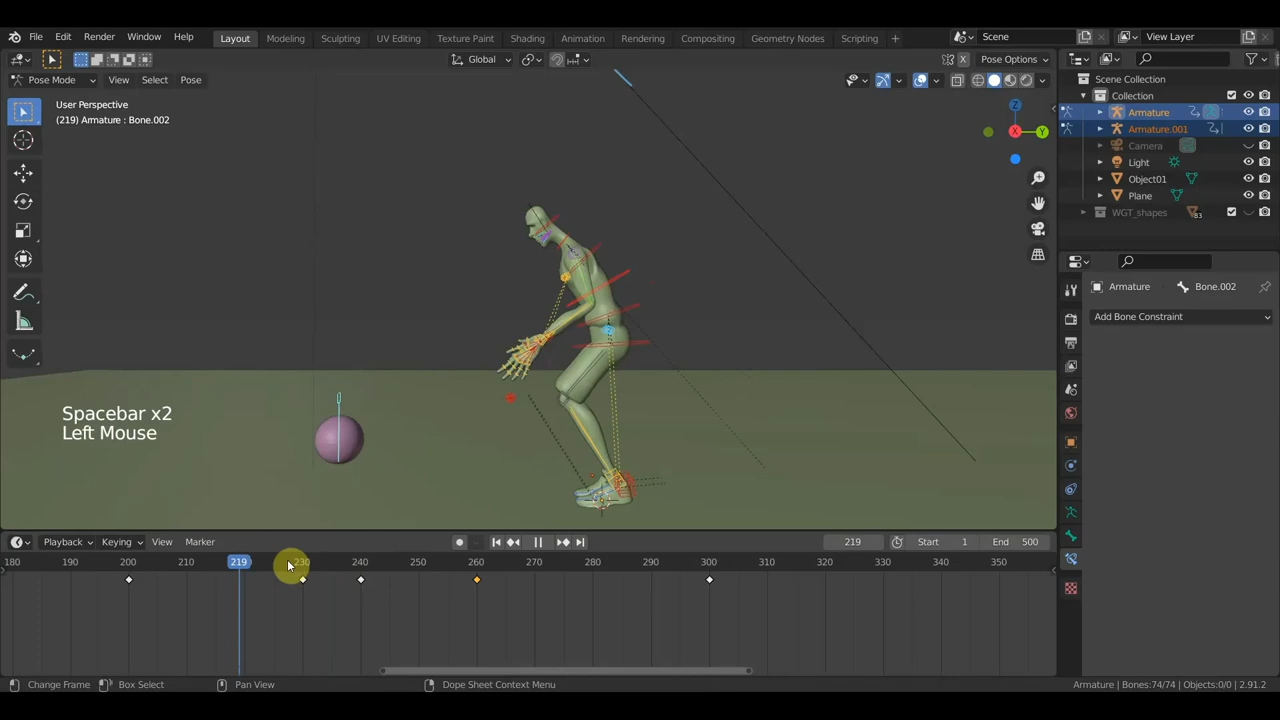 File Edit Render Window Help Layout Modeling Sculpting UV Editing Texture Paint Shading Animation Rendering Compositing Geometry Nodes Scripting + Scene View Layer
Global X Pose Options
Pose Mode View Select Pose
User Perspective
(219) Armature : Bone.002
Z
X Y
Scene Collection
Collection
Armature
Armature.001
Camera
Light
Object01
Plane
WGT_shapes 83
Armature Bone.002
Add Bone Constraint
Spacebar x2
Left Mouse
Playback Keying View Marker 219 Start 1 End 500
180 190 200 210 219 230 240 250 260 270 280 290 300 310 320 330 340 350
Change Frame Box Select Pan View Dope Sheet Context Menu Armature | Bones:74/74 | Objects:0/0 | 2.91.2